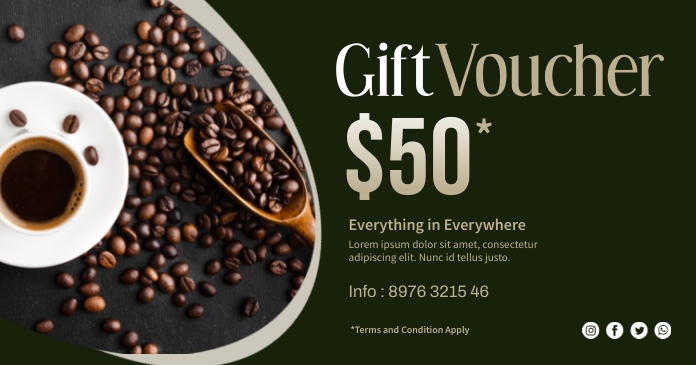 Gift Voucher
$50*
Everything in Everywhere
Lorem ipsum dolor sit amet, consectetur
adipiscing elit. Nunc id tellus justo.
Info : 8976 3215 46
*Terms and Condition Apply